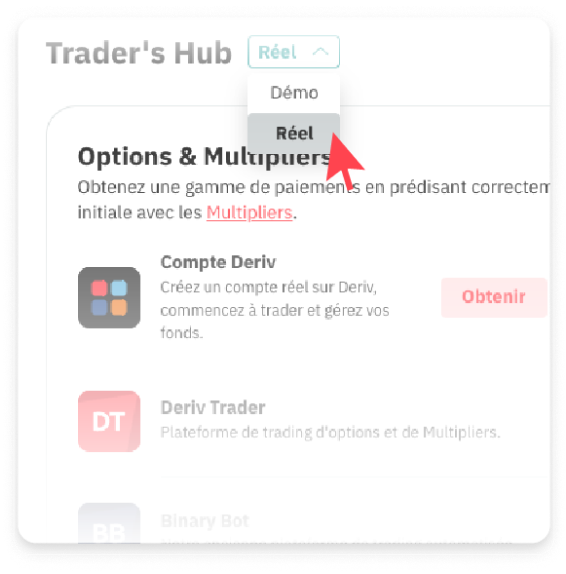 Trader's Hub Réel
Démo
Réel
Options & Multipliers
Obtenez une gamme de paiements en prédisant correctem
initiale avec les Multipliers.
Compte Deriv
Créez un compte réel sur Deriv,
commencez à trader et gérez vos
fonds.
Obtenir
DT
Deriv Trader
Plateforme de trading d'options et de Multipliers.
BB
Binary Bot